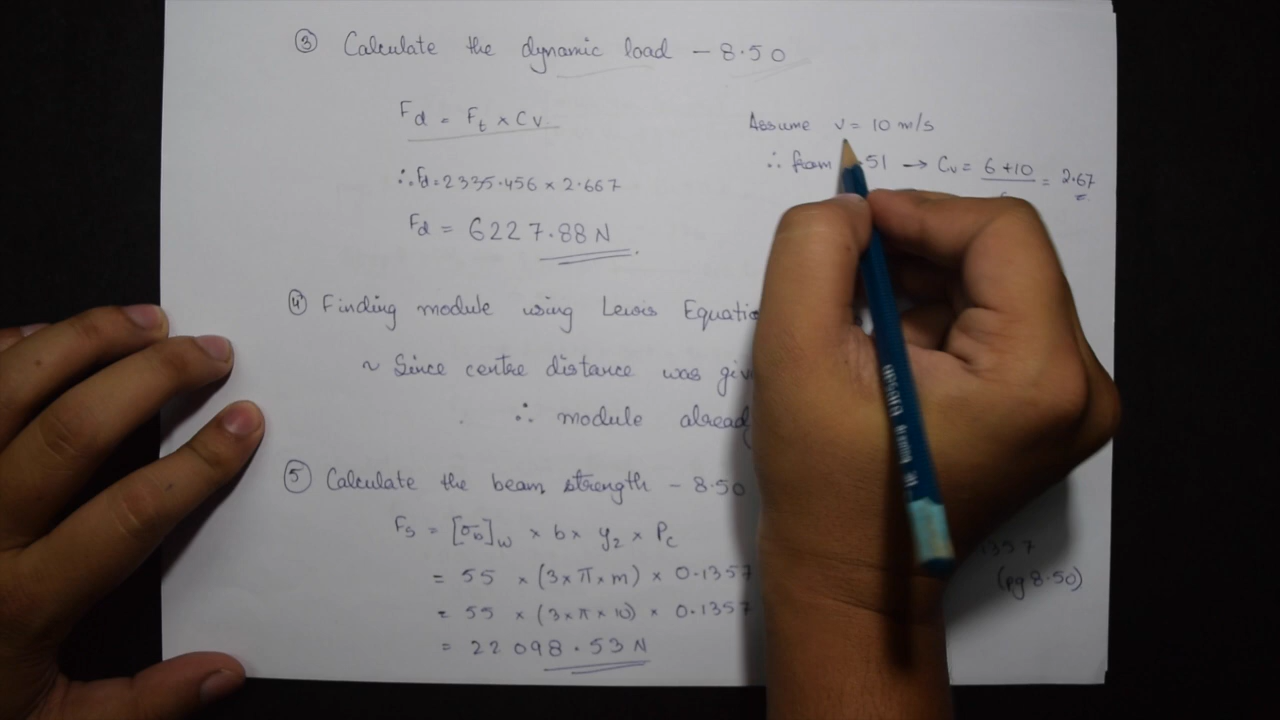 ③ Calculate the dynamic load - 8.50
Fd = Ft × Cv
Assume v = 10 m/s
∴ Fd = 2335.456 × 2.667
∴ from 51 → Cv = 6+10 = 2.67
Fd = 6227.88 N
④ Finding module using Lewis
~ Since centre distance was
∴ module
⑤ Calculate the beam strength - 8.50
Fs = [σb]w × b × y2 × Pc
= 55 × (3 × π × m) × 0.1357
= 55 × (3 × π × 10) × 0.1357
(pg 8.50)
= 22098.53 N